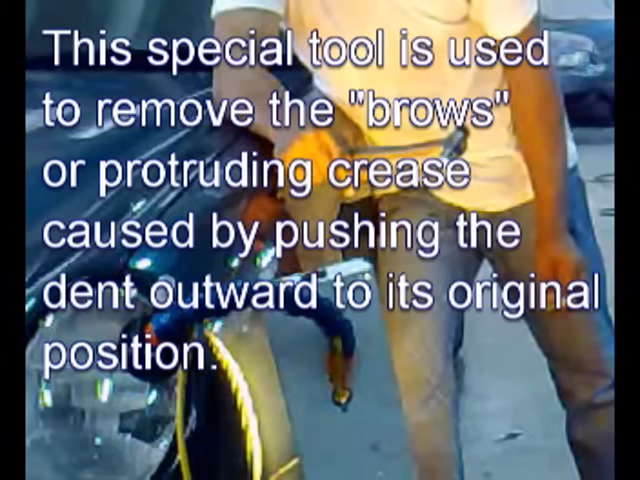 This special tool is used
to remove the "brows"
or protruding crease
caused by pushing the
dent outward to its original
position.